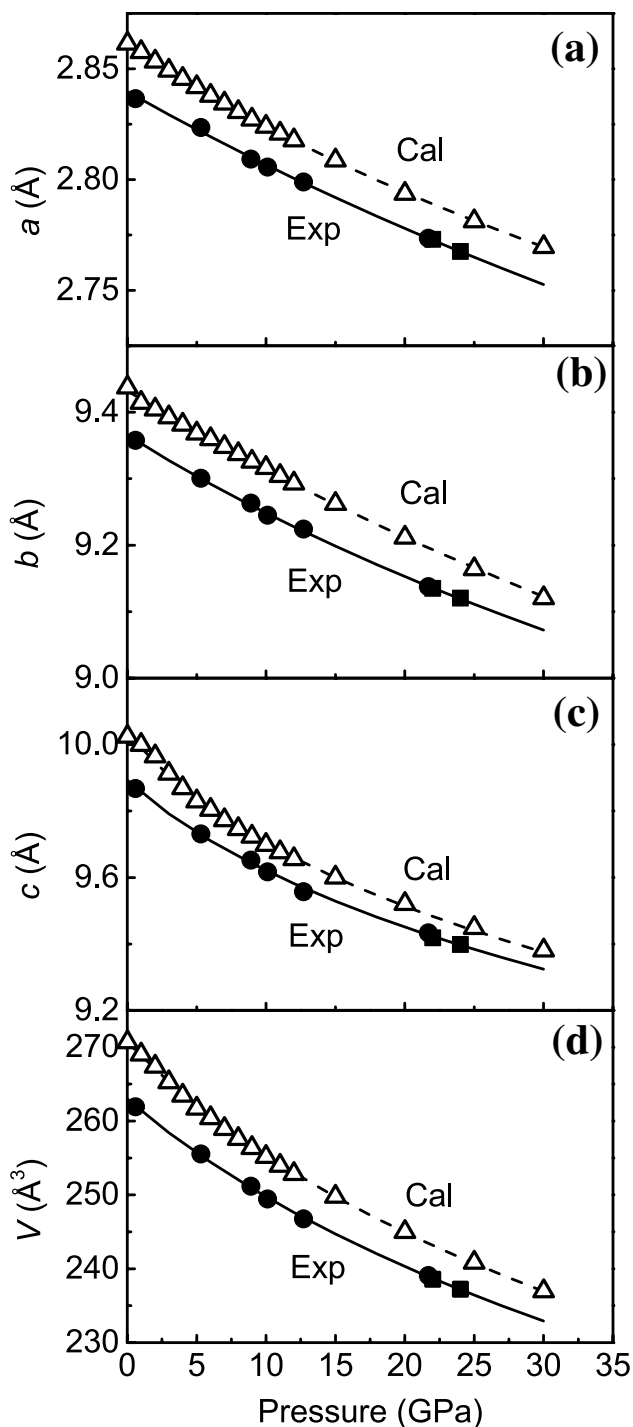 (a)
2.85
2.80
2.75
a (Å)
Cal
Exp
(b)
9.4
9.2
9.0
b (Å)
Cal
Exp
(c)
10.0
9.6
9.2
c (Å)
Cal
Exp
(d)
270
260
250
240
230
V (Å³)
Cal
Exp
0 5 10 15 20 25 30 35
Pressure (GPa)